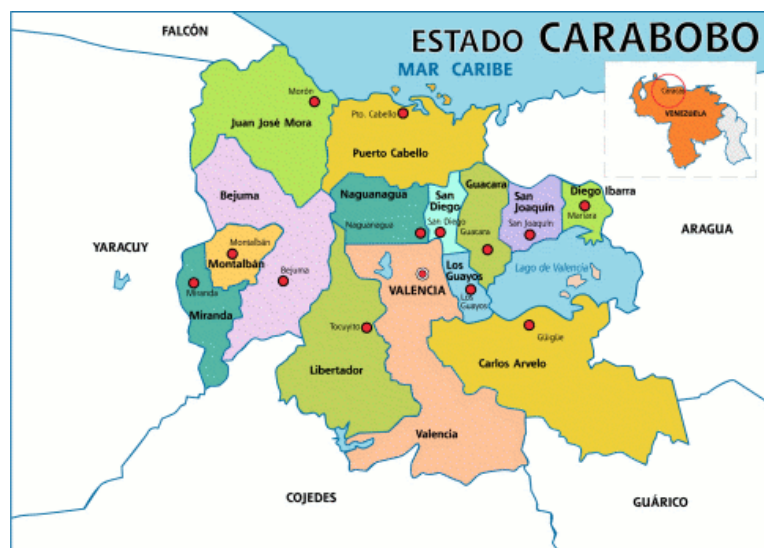 FALCÓN
ESTADO CARABOBO
MAR CARIBE
Caracas
VENEZUELA
Morón
Juan José Mora
Pto. Cabello
Puerto Cabello
Bejuma
Naguanagua
San
Diego
Guacara
San
Joaquín
Diego Ibarra
Mariara
Naguanagua
San Diego
Guacara
San Joaquín
ARAGUA
YARACUY
Montalbán
Montalbán
Bejuma
Miranda
Miranda
VALENCIA
Los
Guayos
Los
Guayos
Lago de Valencia
Tocuyito
Güigüe
Libertador
Carlos Arvelo
Valencia
COJEDES
GUÁRICO